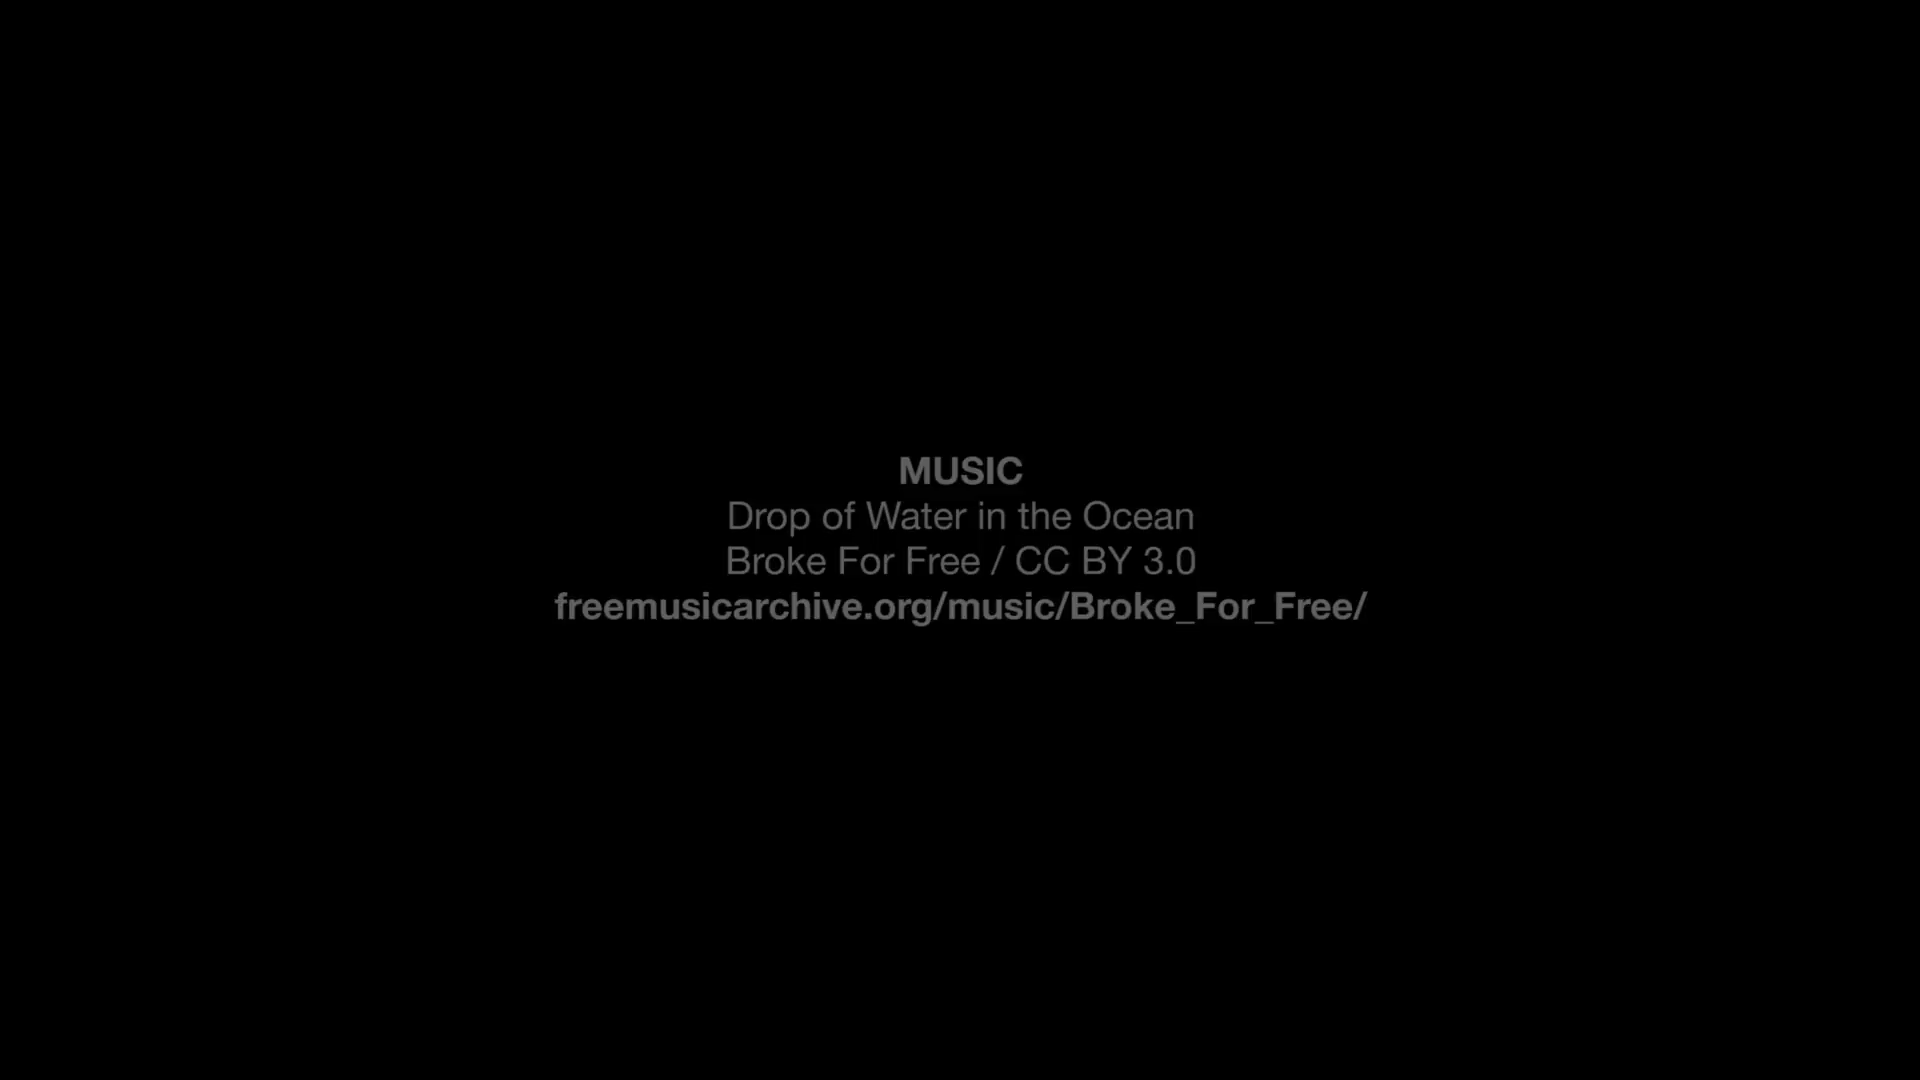 MUSIC
Drop of Water in the Ocean
Broke For Free / CC BY 3.0
freemusicarchive.org/music/Broke_For_Free/